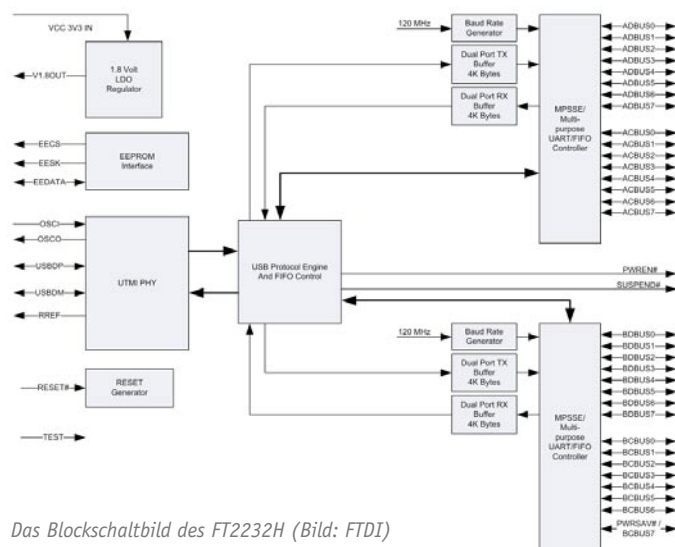 VCC 3V3 IN
V1.8OUT
1.8 Volt
LDO
Regulator
EECS
EESK
EEDATA
EEPROM
Interface
OSCI
OSCO
USBDP
USBDM
RREF
UTMI PHY
RESET#
RESET
Generator
TEST
USB Protocol Engine
And FIFO Control
120 MHz
Baud Rate
Generator
Dual Port TX
Buffer
4K Bytes
Dual Port RX
Buffer
4K Bytes
MPSSE/
Multi-
purpose
UART/FIFO
Controller
ADBUS0
ADBUS1
ADBUS2
ADBUS3
ADBUS4
ADBUS5
ADBUS6
ADBUS7
ACBUS0
ACBUS1
ACBUS2
ACBUS3
ACBUS4
ACBUS5
ACBUS6
ACBUS7
PWREN#
SUSPEND#
120 MHz
Baud Rate
Generator
Dual Port TX
Buffer
4K Bytes
Dual Port RX
Buffer
4K Bytes
MPSSE/
Multi-
purpose
UART/FIFO
Controller
BDBUS0
BDBUS1
BDBUS2
BDBUS3
BDBUS4
BDBUS5
BDBUS6
BDBUS7
BCBUS0
BCBUS1
BCBUS2
BCBUS3
BCBUS4
BCBUS5
BCBUS6
PWRSAV# /
BCBUS7
Das Blockschaltbild des FT2232H (Bild: FTDI)